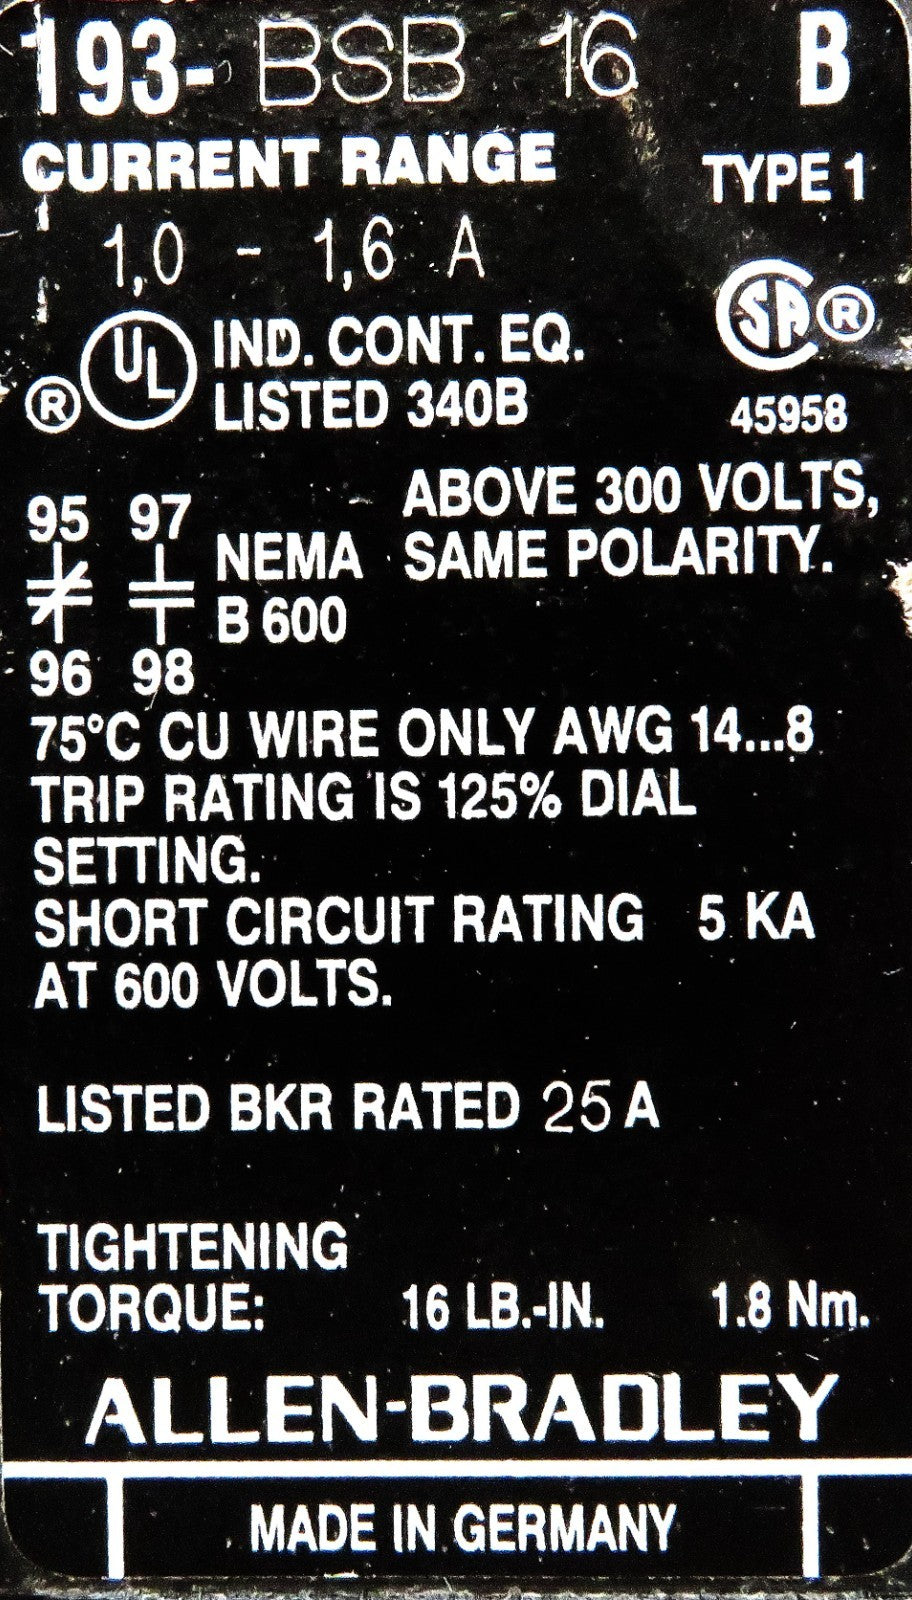 193- BSB 16 B
CURRENT RANGE TYPE 1
1,0 - 1,6 A
SA ®
® UL IND. CONT. EQ.
LISTED 340B 45958
ABOVE 300 VOLTS,
SAME POLARITY.
95 97
NEMA
B 600
96 98
75°C CU WIRE ONLY AWG 14...8
TRIP RATING IS 125% DIAL
SETTING.
SHORT CIRCUIT RATING 5 KA
AT 600 VOLTS.
LISTED BKR RATED 25 A
TIGHTENING
TORQUE: 16 LB.-IN. 1.8 Nm.
ALLEN-BRADLEY
MADE IN GERMANY